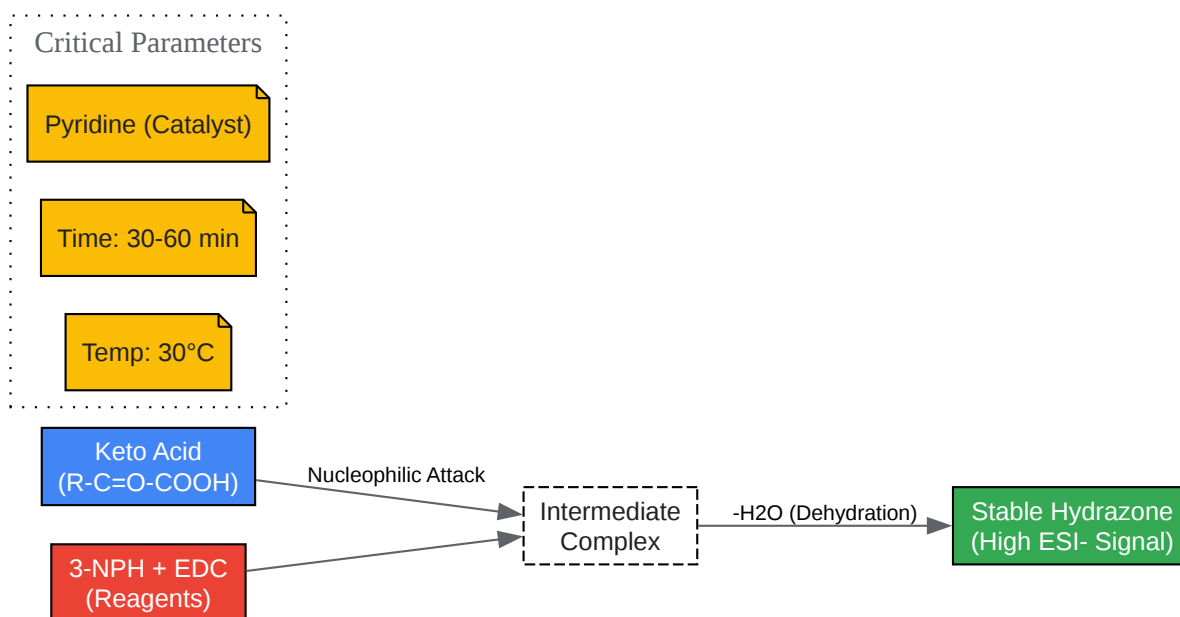 Critical Parameters
Pyridine (Catalyst)
Time: 30-60 min
Temp: 30°C
Keto Acid
(R-C=O-COOH)
Nucleophilic Attack
3-NPH + EDC
(Reagents)
Intermediate
Complex
-H2O (Dehydration)
Stable Hydrazone
(High ESI- Signal)